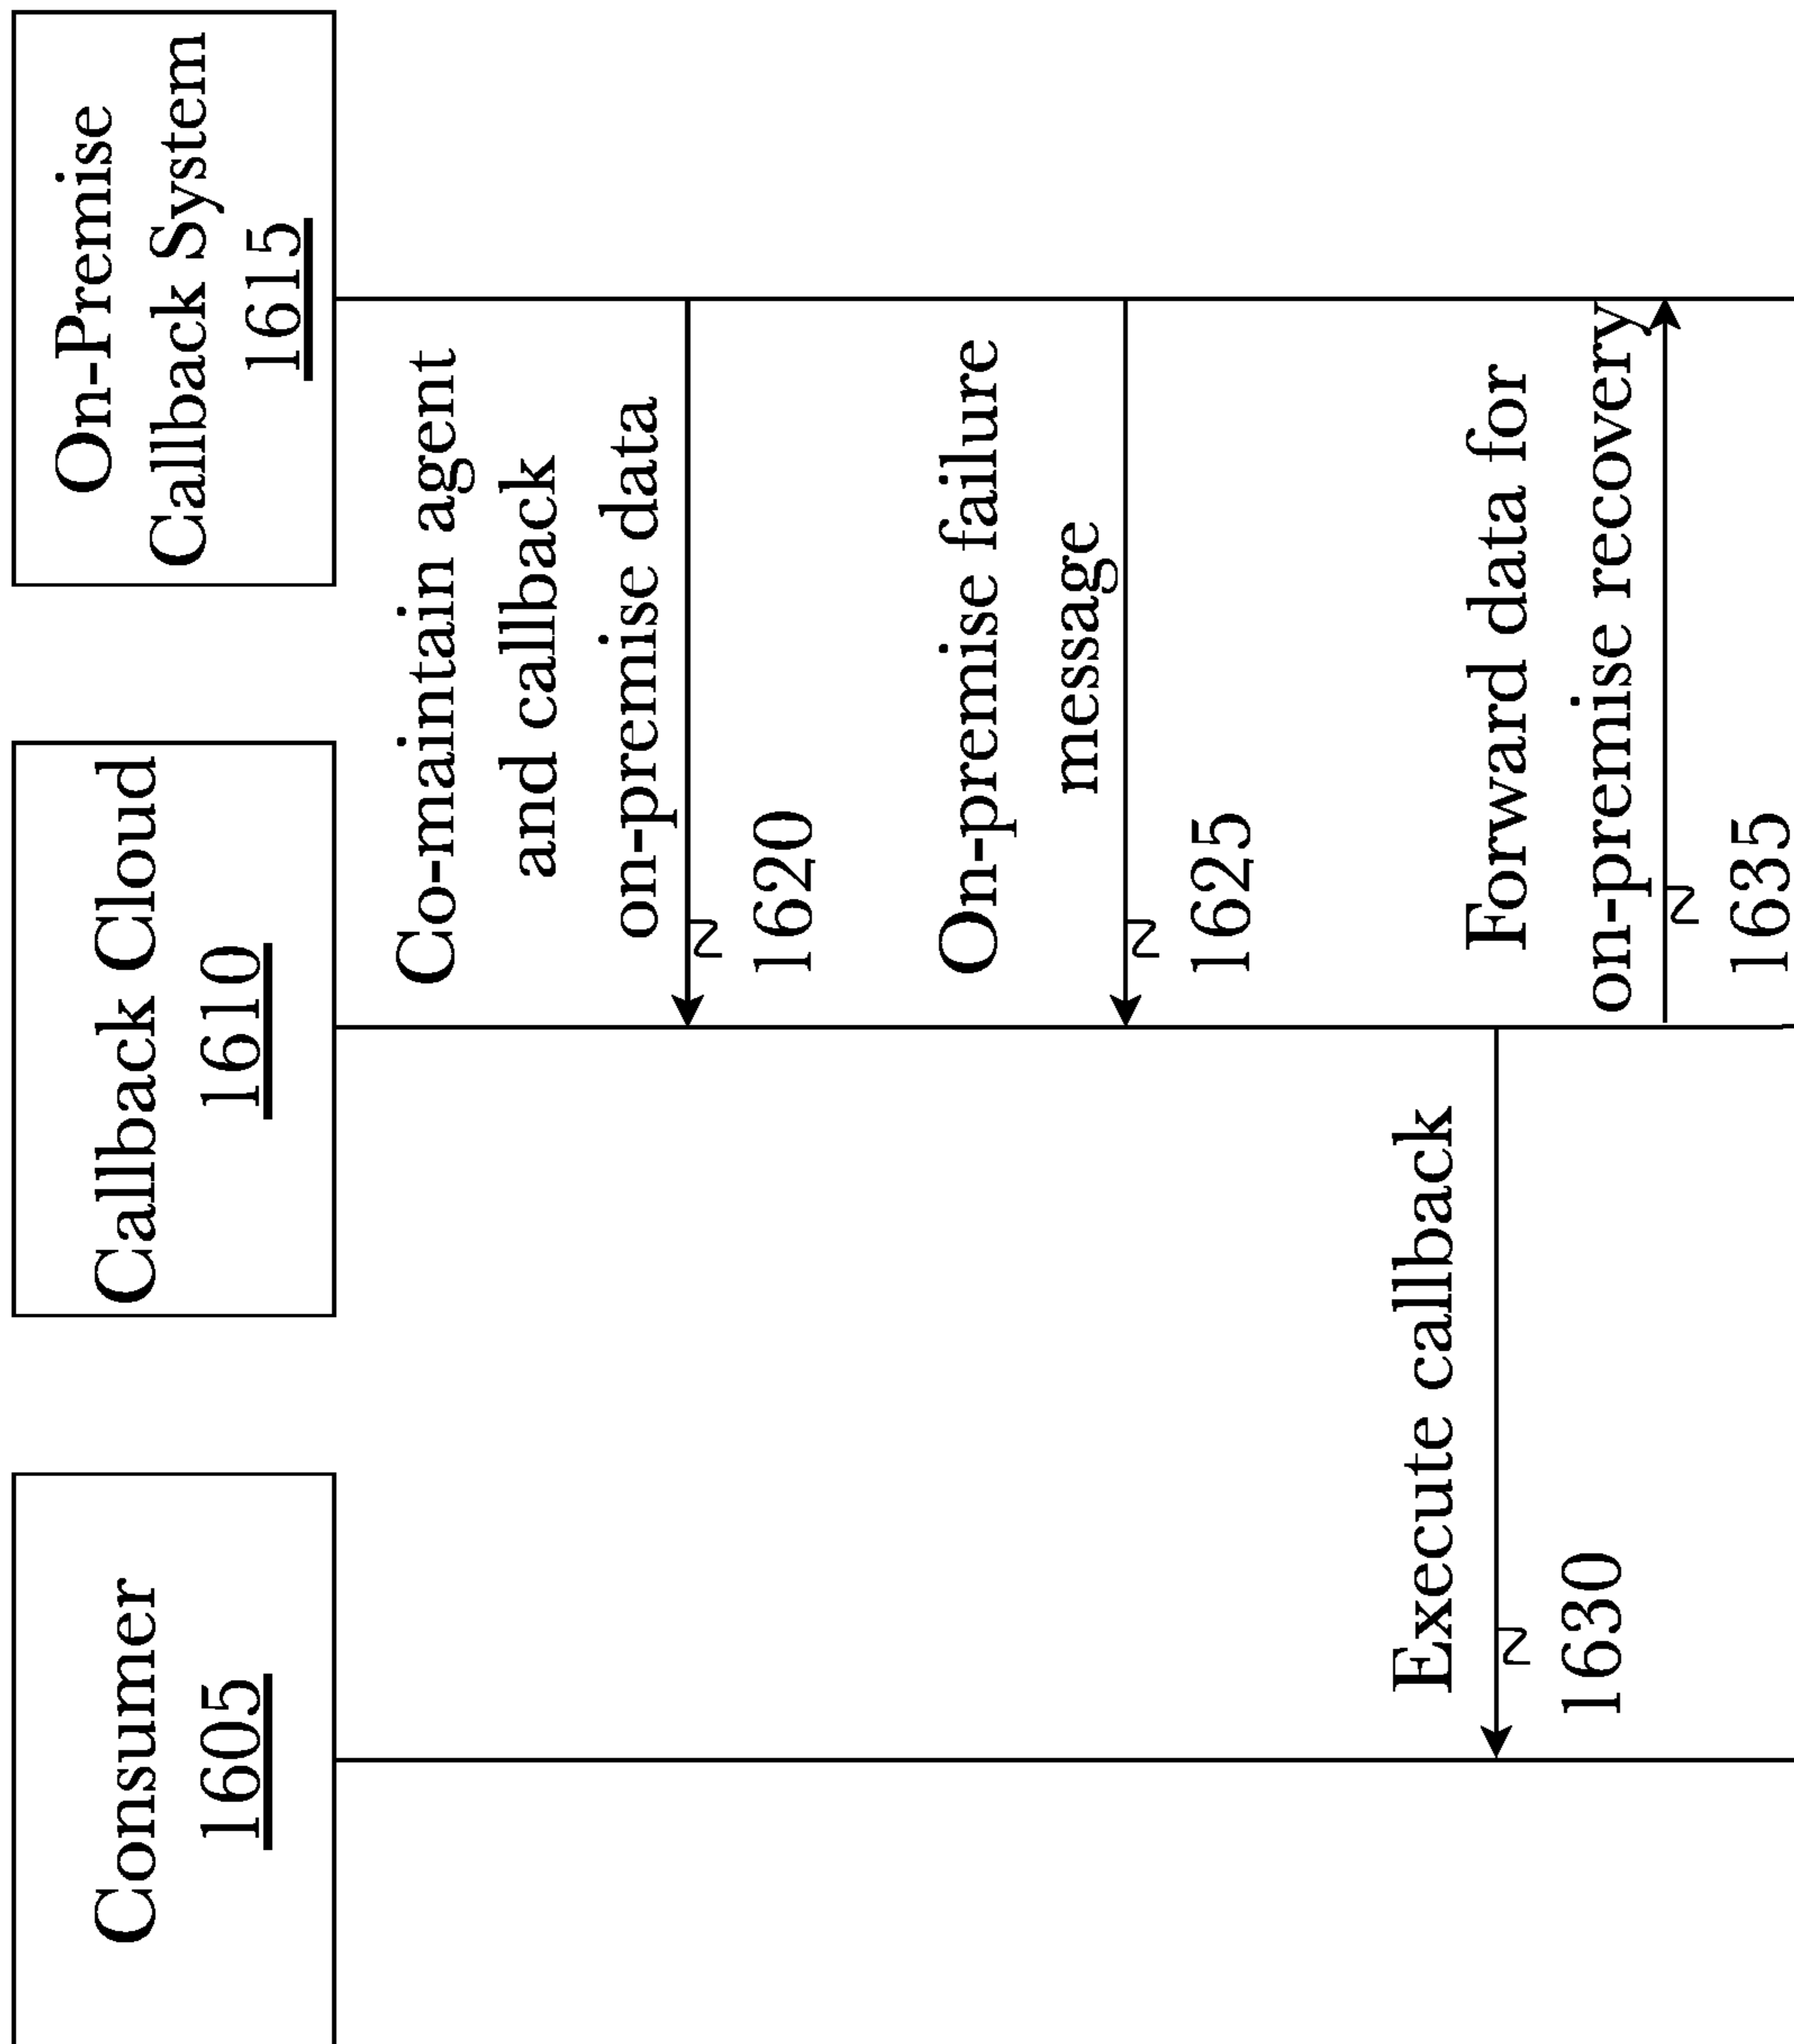 Consumer
1605
Callback Cloud
1610
On-Premise
Callback System
1615
Co-maintain agent
and callback
on-premise data
1620
On-premise failure
message
1625
Execute callback
1630
Forward data for
on-premise recovery
1635